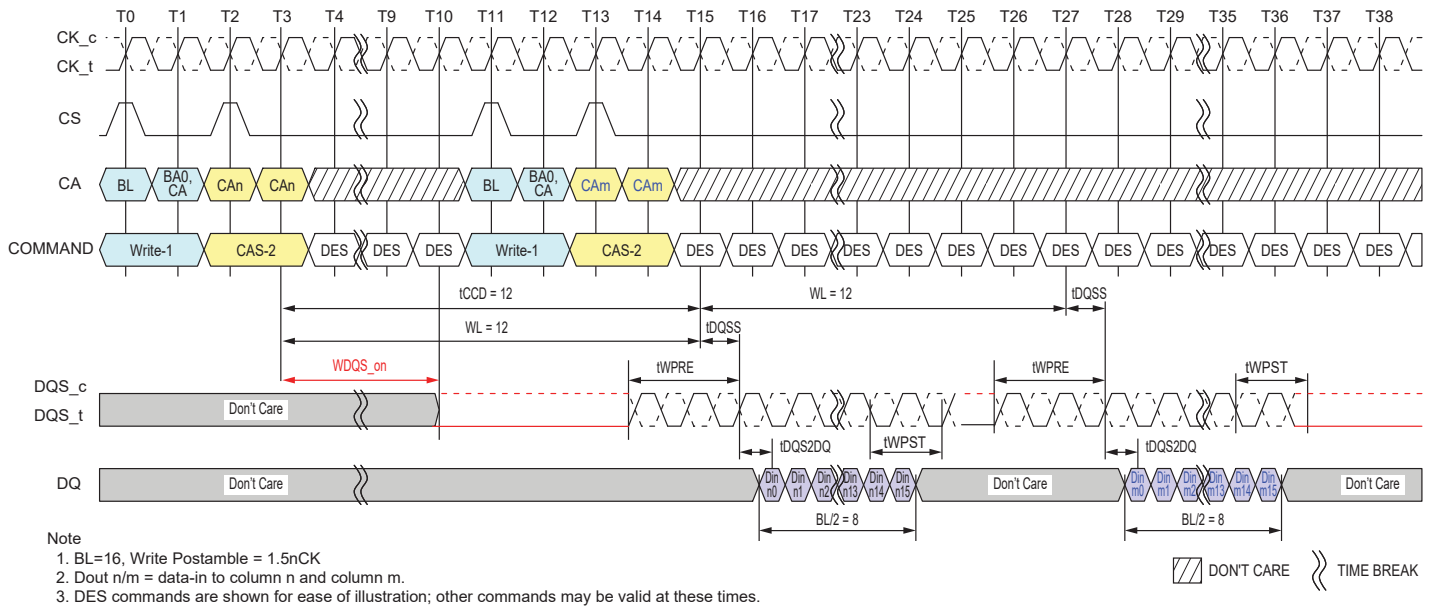 T0 T1 T2 T3 T4 T9 T10 T11 T12 T13 T14 T15 T16 T17 T22 T23 T24 T25 T26 T27 T28 T29 T35 T36 T37 T38
CK_c
CK_t
CS
CA BL BA0, CA CAn CAn BL BA0, CA CAm CAm
COMMAND Write-1 CAS-2 DES DES DES Write-1 CAS-2 DES DES DES DES DES DES DES DES DES DES DES DES DES DES DES
tCCD = 12 WL = 12 tDQSS
WL = 12 tDQSS
WDQS_on tWPRE tWPRE tWPST
DQS_c
DQS_t Don't Care
tDQS2DQ tWPST tDQS2DQ
DQ Don't Care Din n0 Din n1 Din n2 Din n13 Din n14 Din n15 Don't Care Din m0 Din m1 Din m2 Din m13 Din m14 Din m15 Don't Care
BL/2 = 8 BL/2 = 8
Note
1. BL=16, Write Postamble = 1.5nCK
2. Dout n/m = data-in to column n and column m.
3. DES commands are shown for ease of illustration; other commands may be valid at these times.
DON'T CARE TIME BREAK